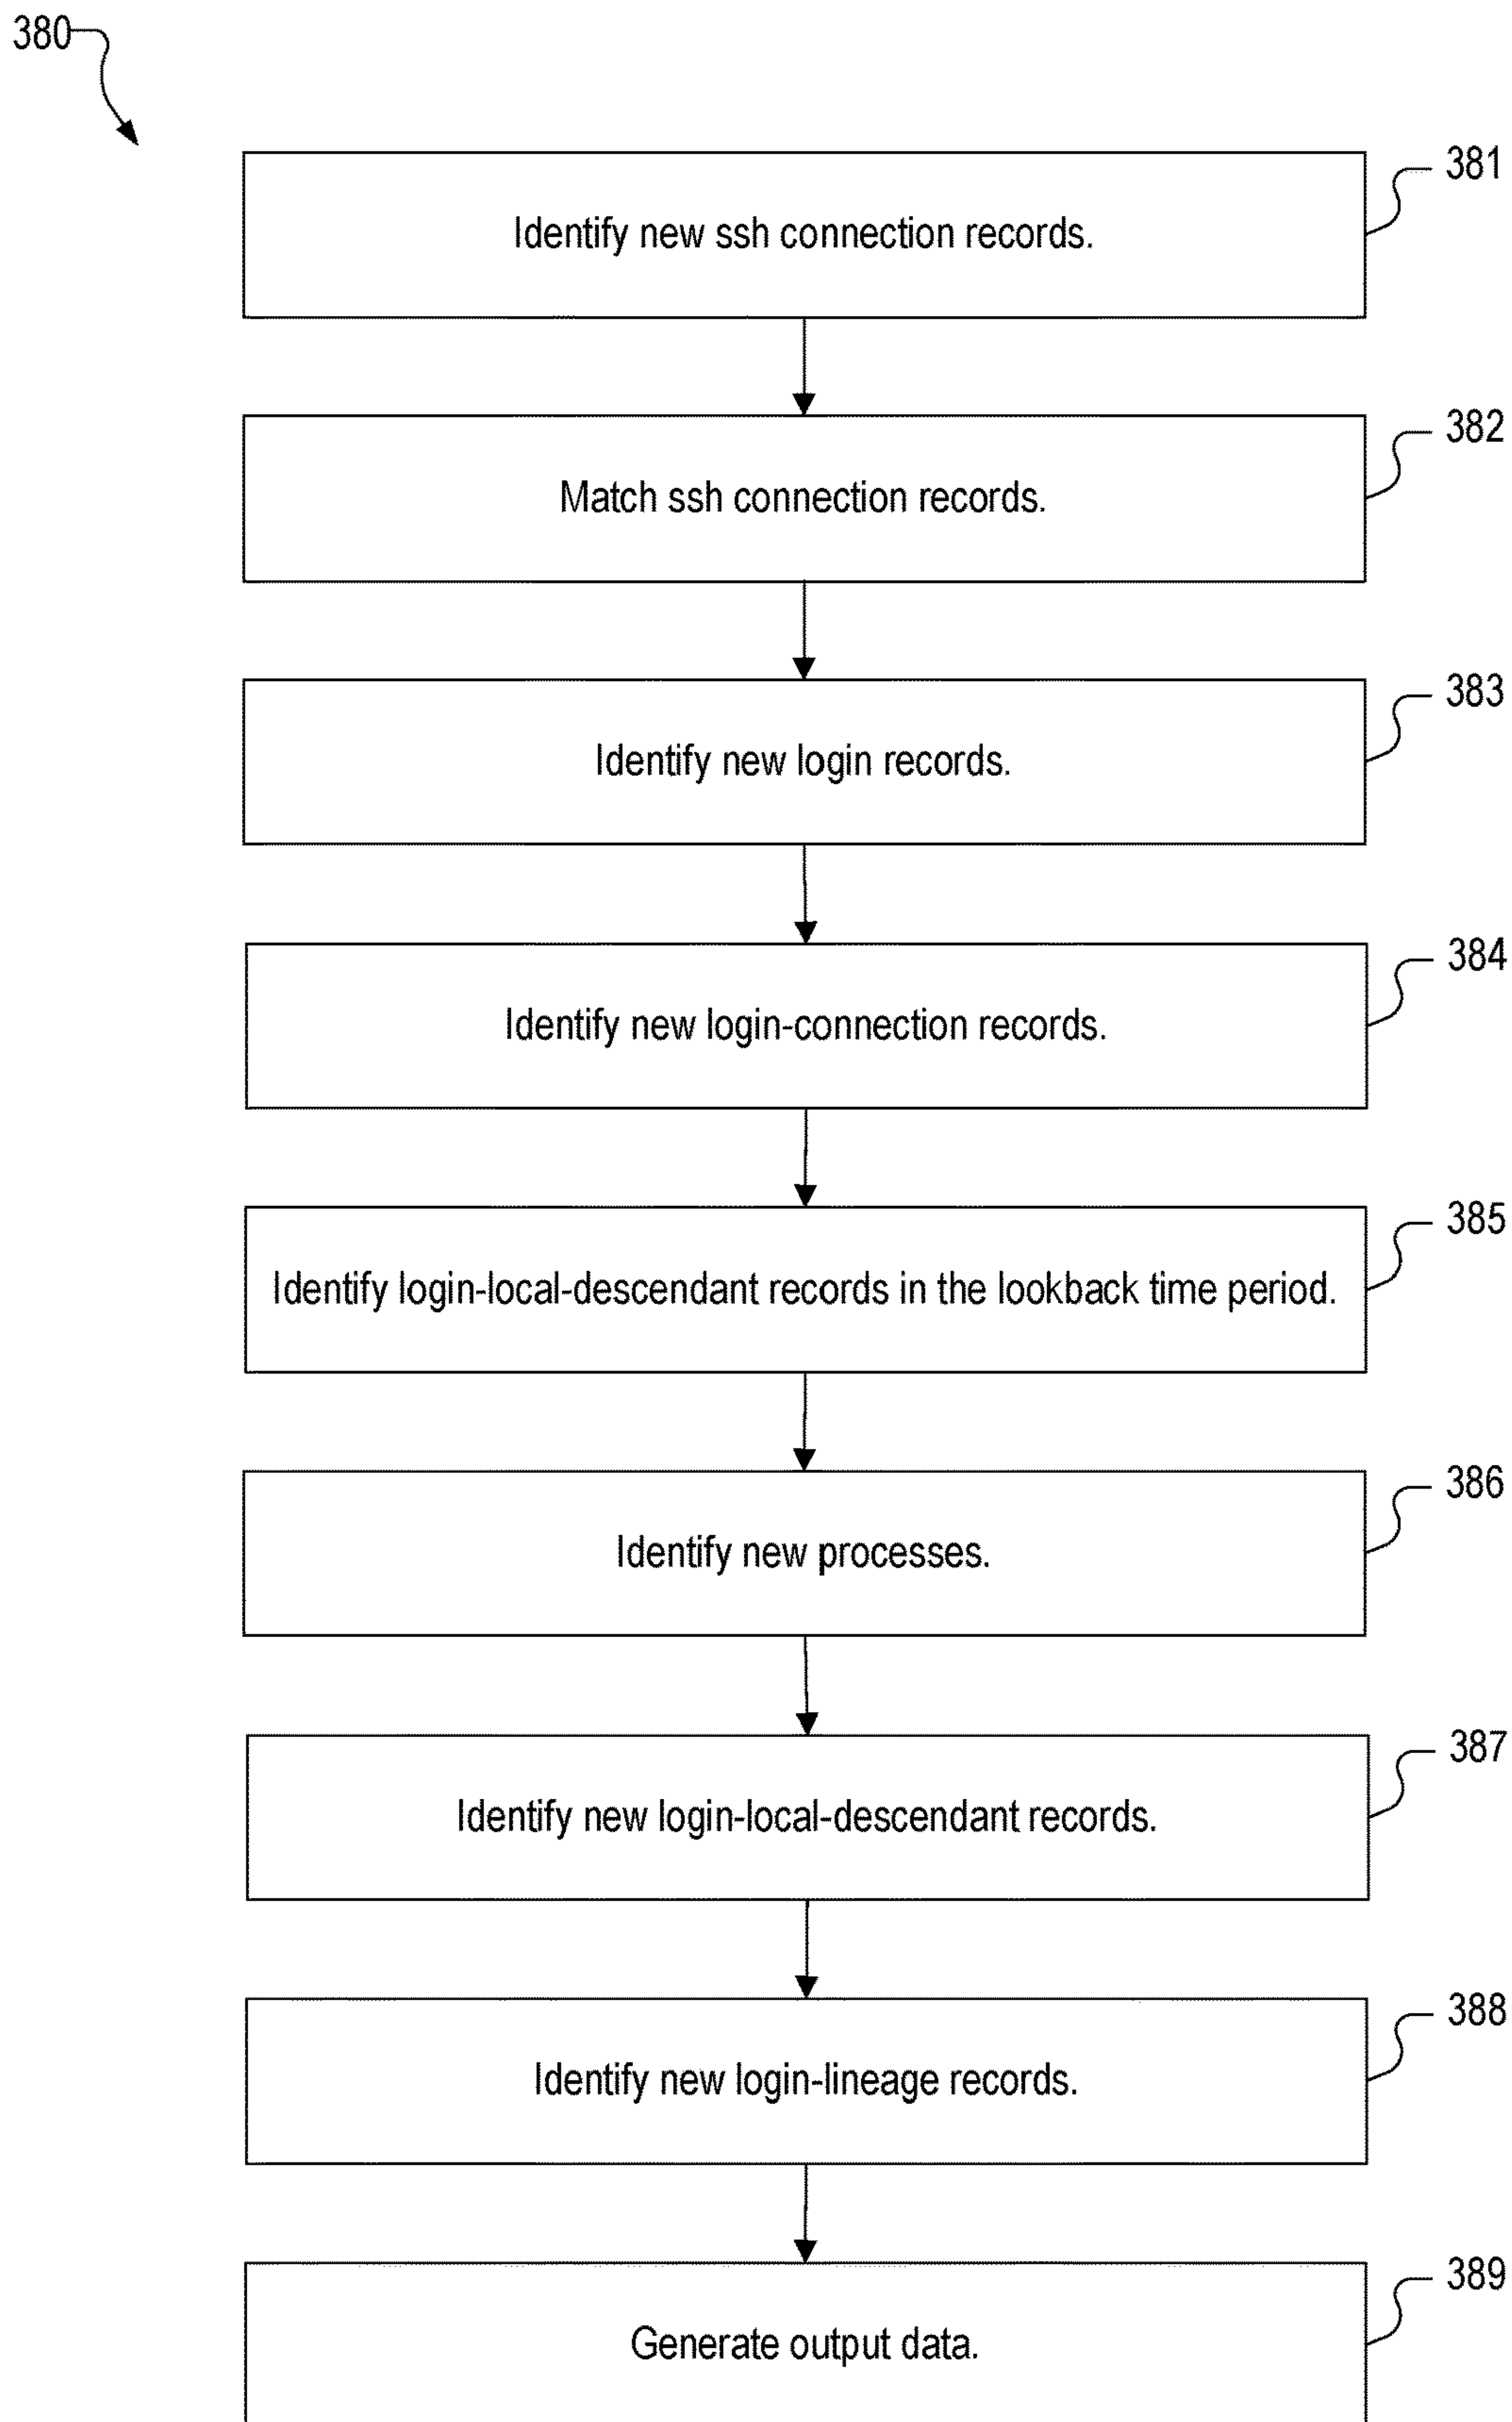 380
381
Identify new ssh connection records.
382
Match ssh connection records.
383
Identify new login records.
384
Identify new login-connection records.
385
Identify login-local-descendant records in the lookback time period.
386
Identify new processes.
387
Identify new login-local-descendant records.
388
Identify new login-lineage records.
389
Generate output data.